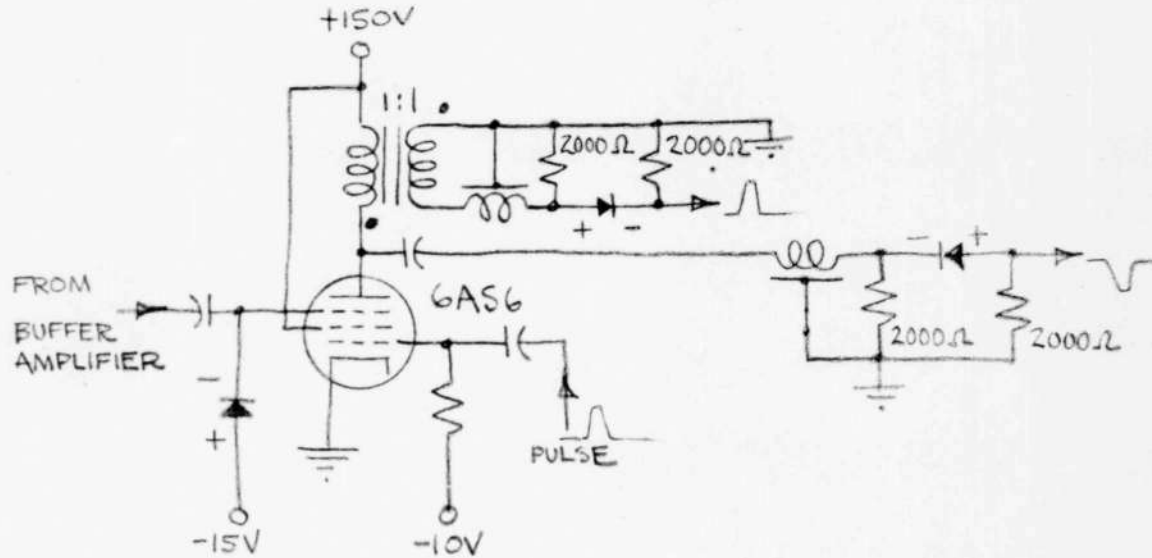 +150V
1:1
2000Ω
2000Ω
+ -
- +
FROM
BUFFER
AMPLIFIER
6AS6
2000Ω
2000Ω
-
+
PULSE
-15V
-10V